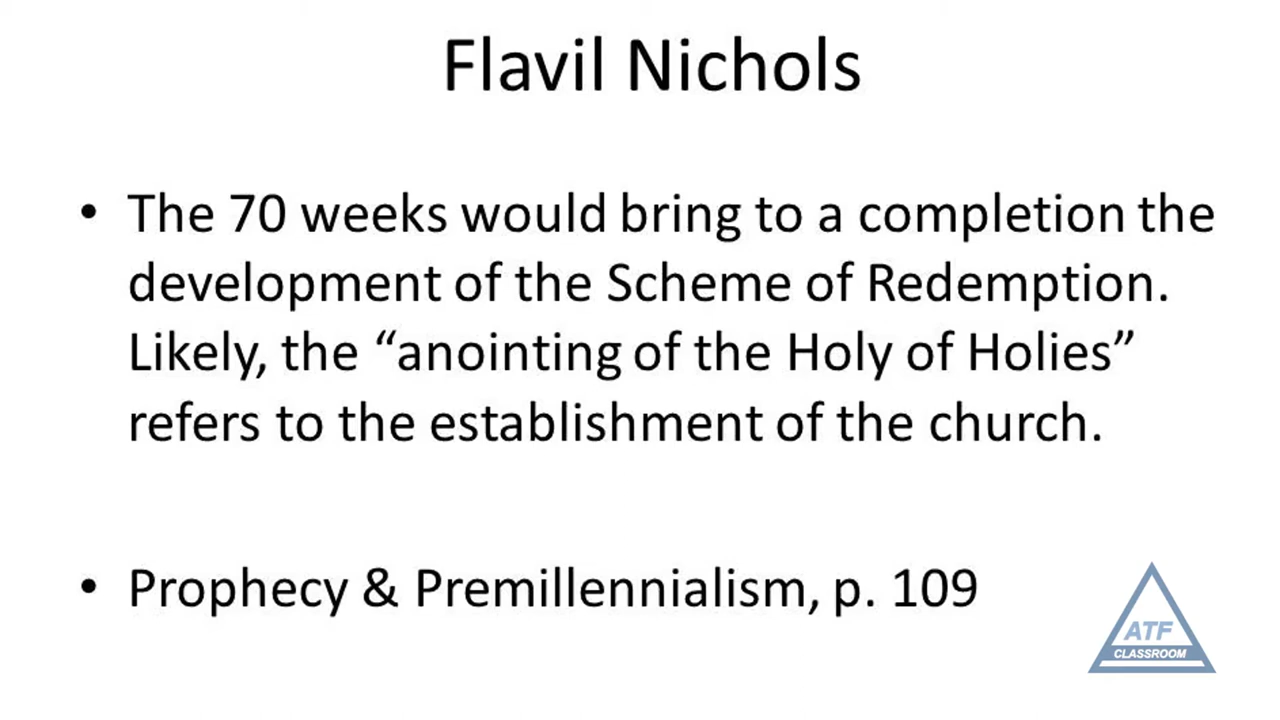 Flavil Nichols
• The 70 weeks would bring to a completion the
development of the Scheme of Redemption.
Likely, the “anointing of the Holy of Holies”
refers to the establishment of the church.
• Prophecy & Premillennialism, p. 109
ATF
CLASSROOM